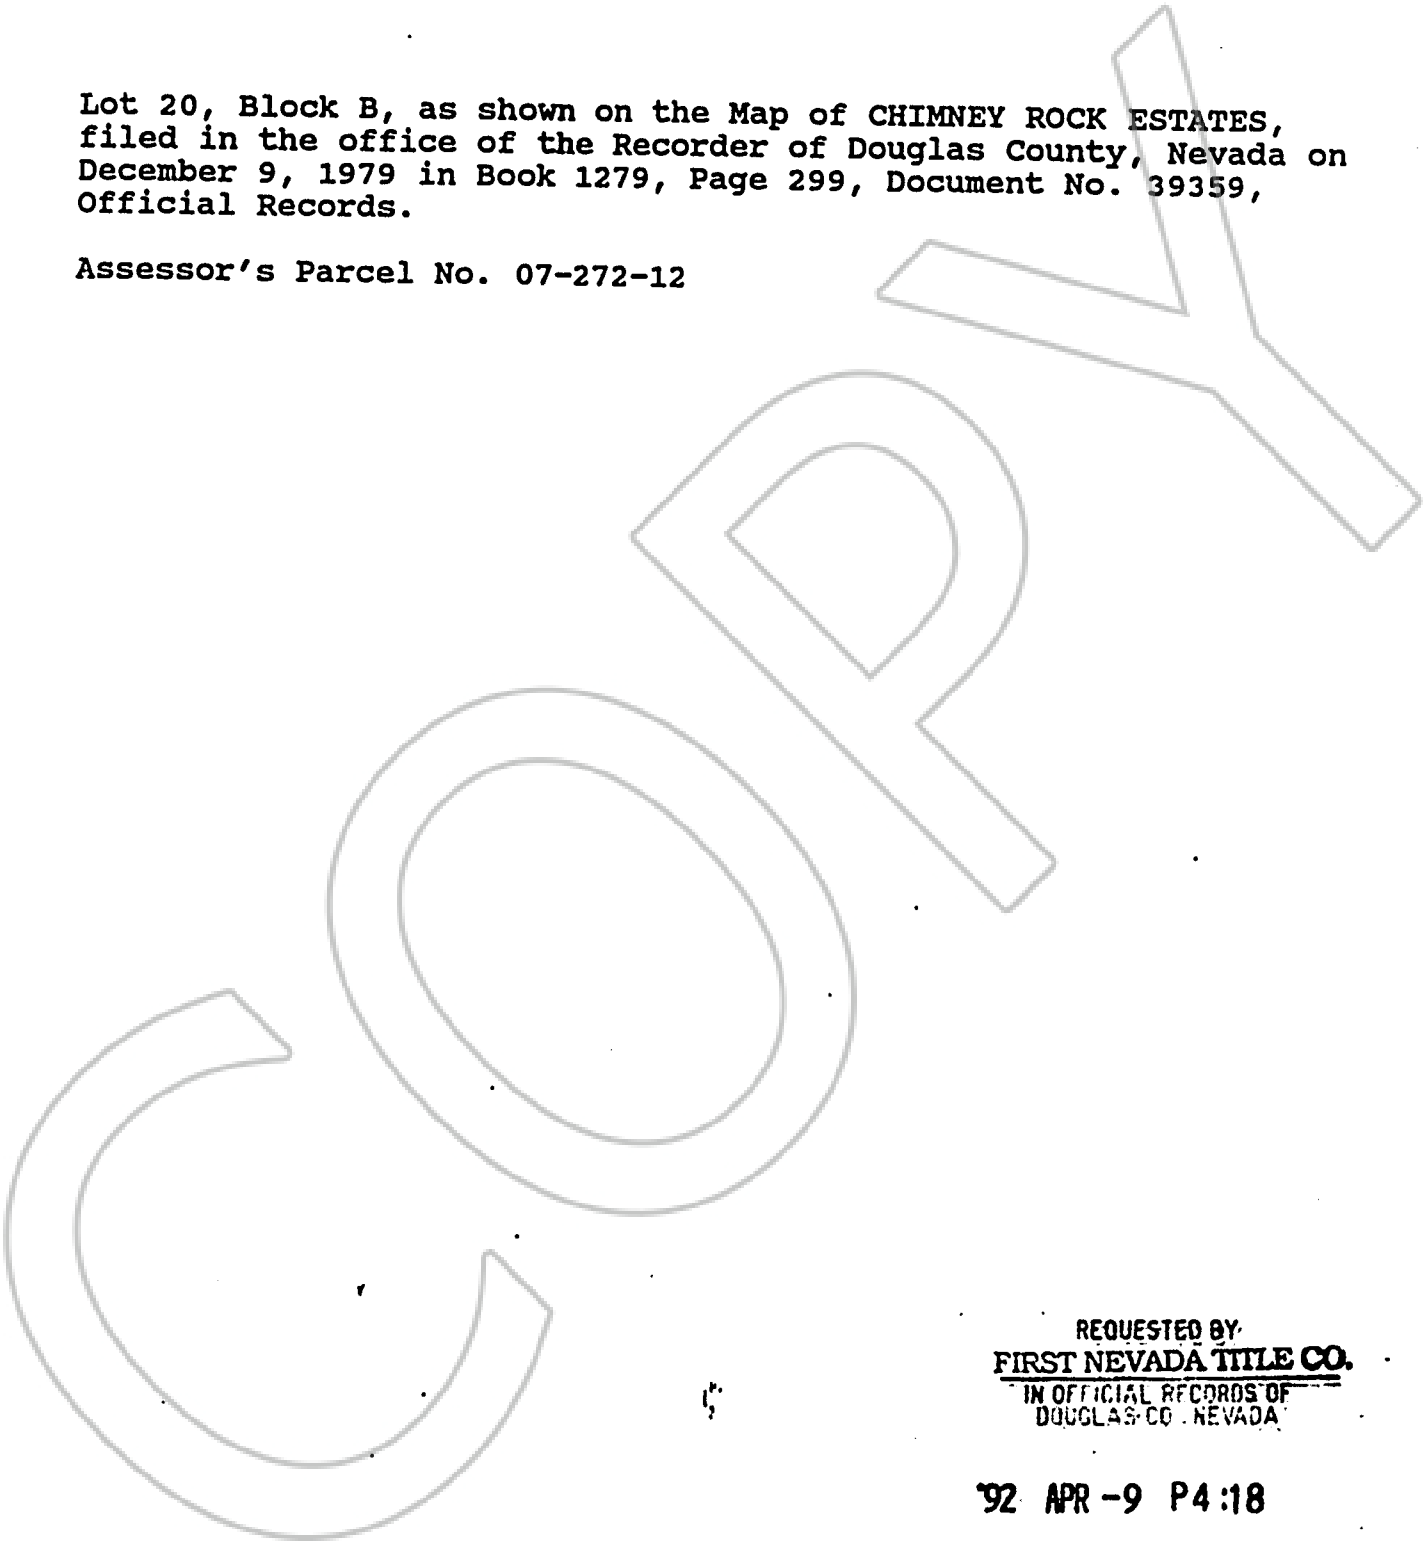 Lot 20, Block B, as shown on the Map of CHIMNEY ROCK ESTATES,
filed in the office of the Recorder of Douglas County, Nevada on
December 9, 1979 in Book 1279, Page 299, Document No. 39359,
Official Records.
Assessor's Parcel No. 07-272-12
COPY
REQUESTED BY
FIRST NEVADA TITLE CO.
IN OFFICIAL RECORDS OF
DOUGLAS CO. NEVADA
'92 APR -9 P4:18